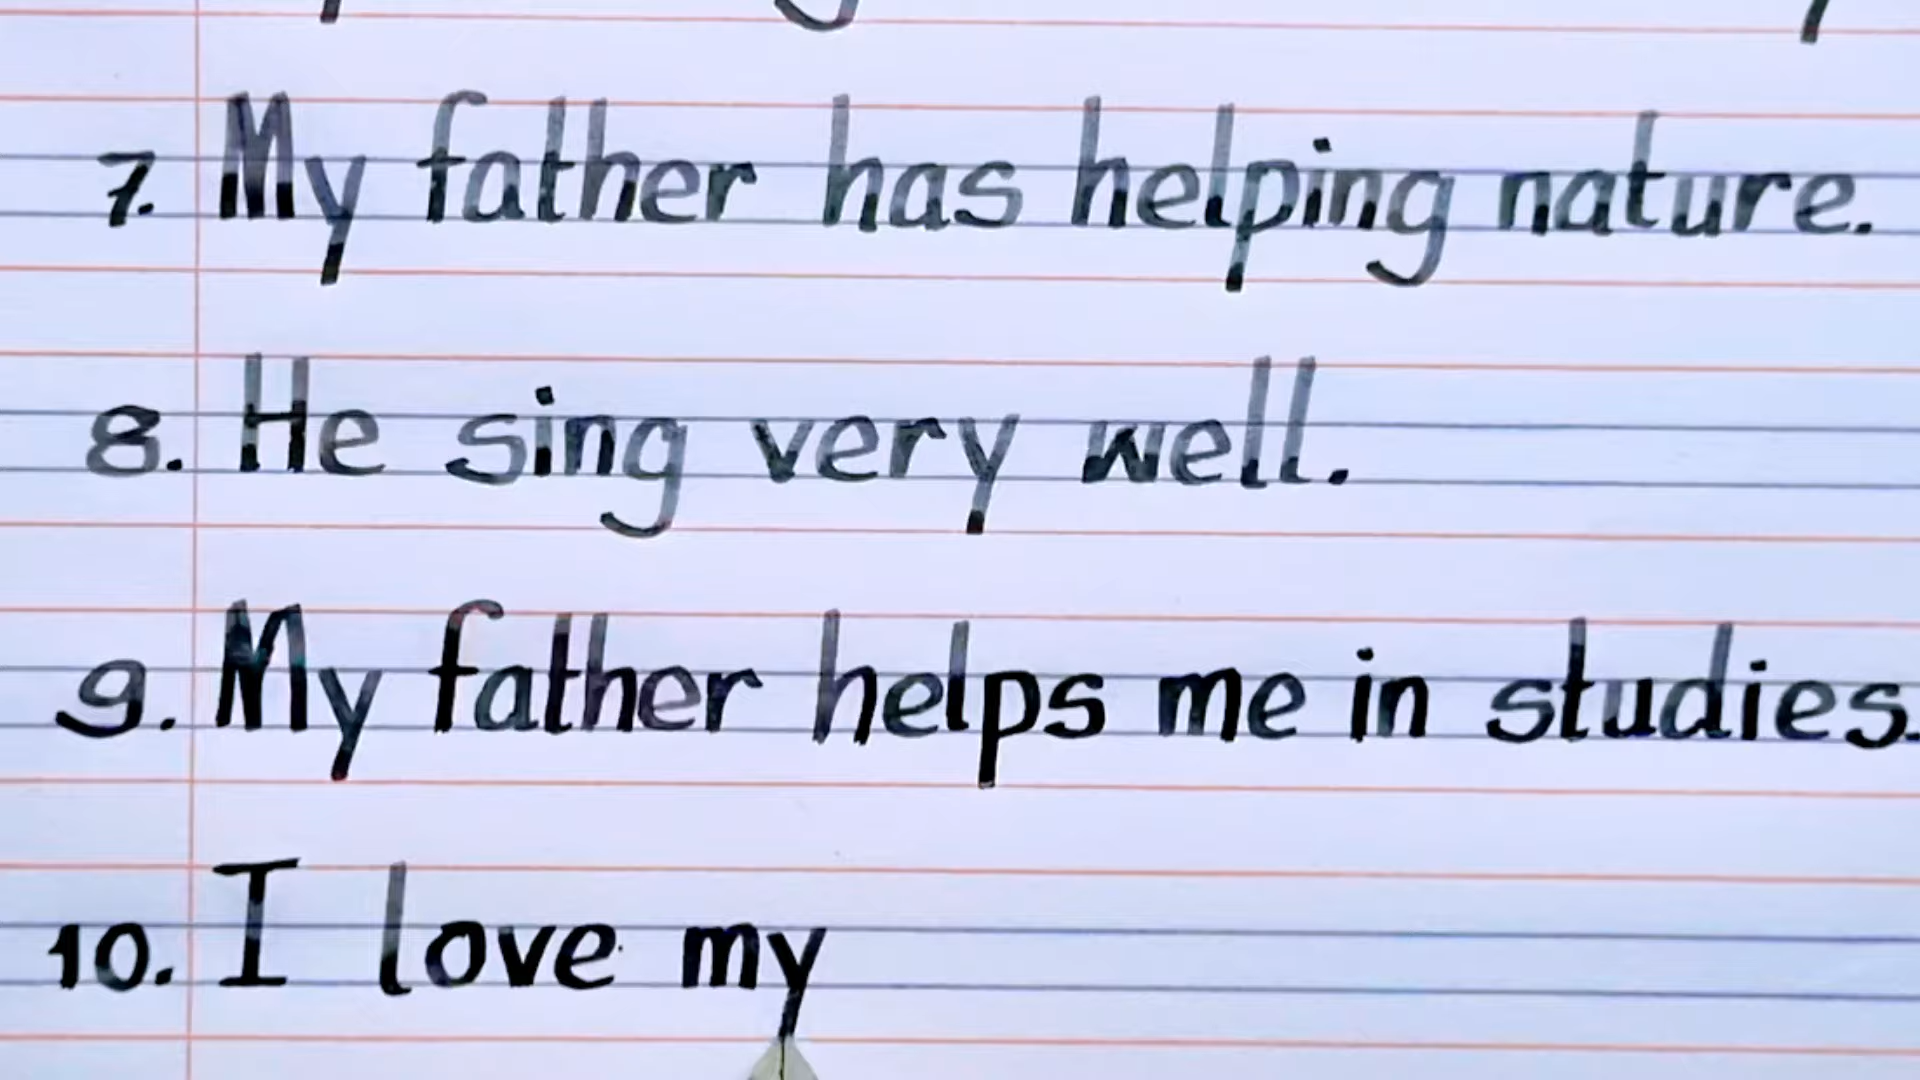 7. My father has helping nature.
8. He sing very well.
9. My father helps me in studies.
10. I love my